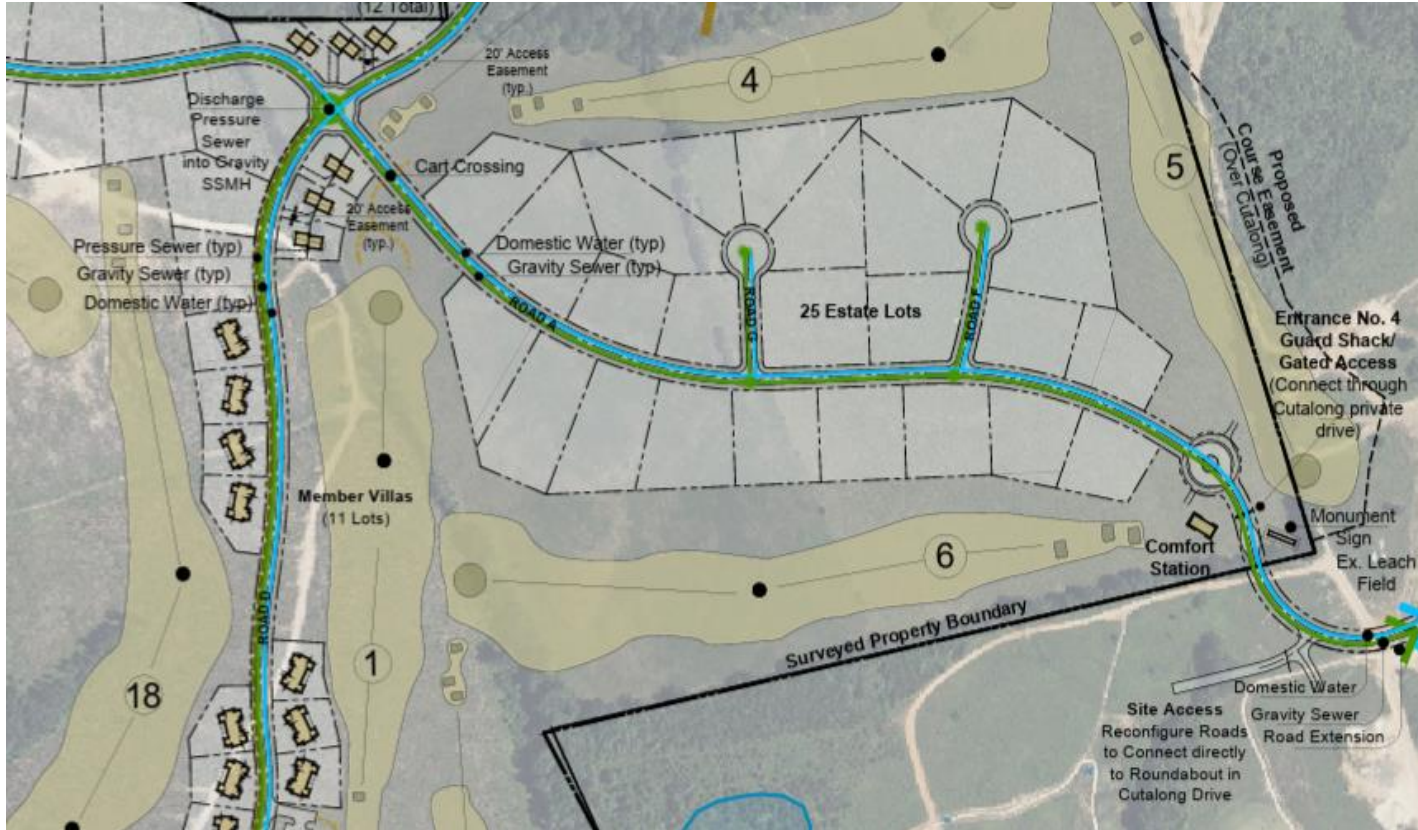 (12 Total)
20' Access
Easement
(typ.)
4
Discharge
Pressure
Sewer
into Gravity
SSMH
Cart Crossing
5
Proposed
Course Easement
(Over Cutalong)
20' Access
Easement
(typ.)
Pressure Sewer (typ)
Gravity Sewer (typ)
Domestic Water (typ)
Domestic Water (typ)
Gravity Sewer (typ)
ROAD A
ROAD G
25 Estate Lots
ROAD F
Entrance No. 4
Guard Shack/
Gated Access
(Connect through
Cutalong private
drive)
Member Villas
(11 Lots)
Monument
Sign
Ex. Leach
Field
6
Comfort
Station
ROAD D
Surveyed Property Boundary
1
18
Domestic Water
Gravity Sewer
Road Extension
Site Access
Reconfigure Roads
to Connect directly
to Roundabout in
Cutalong Drive